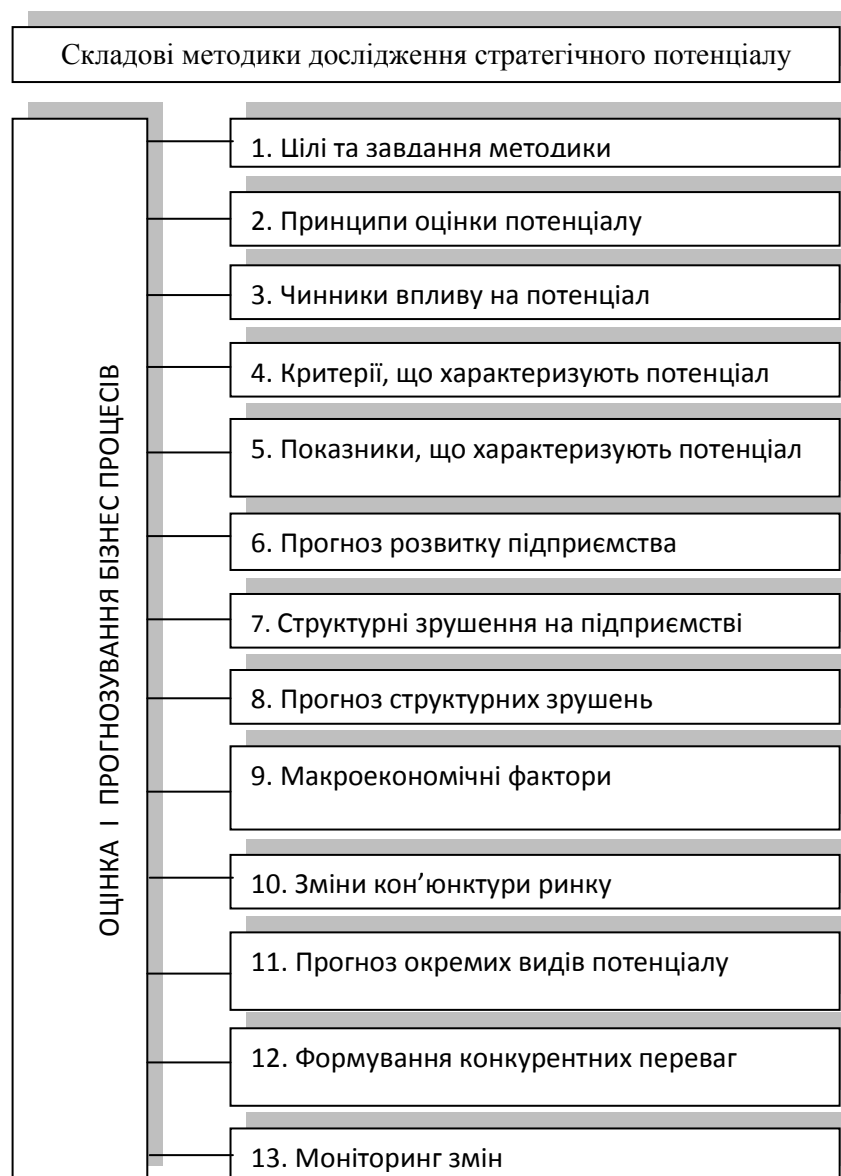 Складові методики дослідження стратегічного потенціалу
ОЦІНКА І ПРОГНОЗУВАННЯ БІЗНЕС ПРОЦЕСІВ
1. Цілі та завдання методики
2. Принципи оцінки потенціалу
3. Чинники впливу на потенціал
4. Критерії, що характеризують потенціал
5. Показники, що характеризують потенціал
6. Прогноз розвитку підприємства
7. Структурні зрушення на підприємстві
8. Прогноз структурних зрушень
9. Макроекономічні фактори
10. Зміни кон’юнктури ринку
11. Прогноз окремих видів потенціалу
12. Формування конкурентних переваг
13. Моніторинг змін